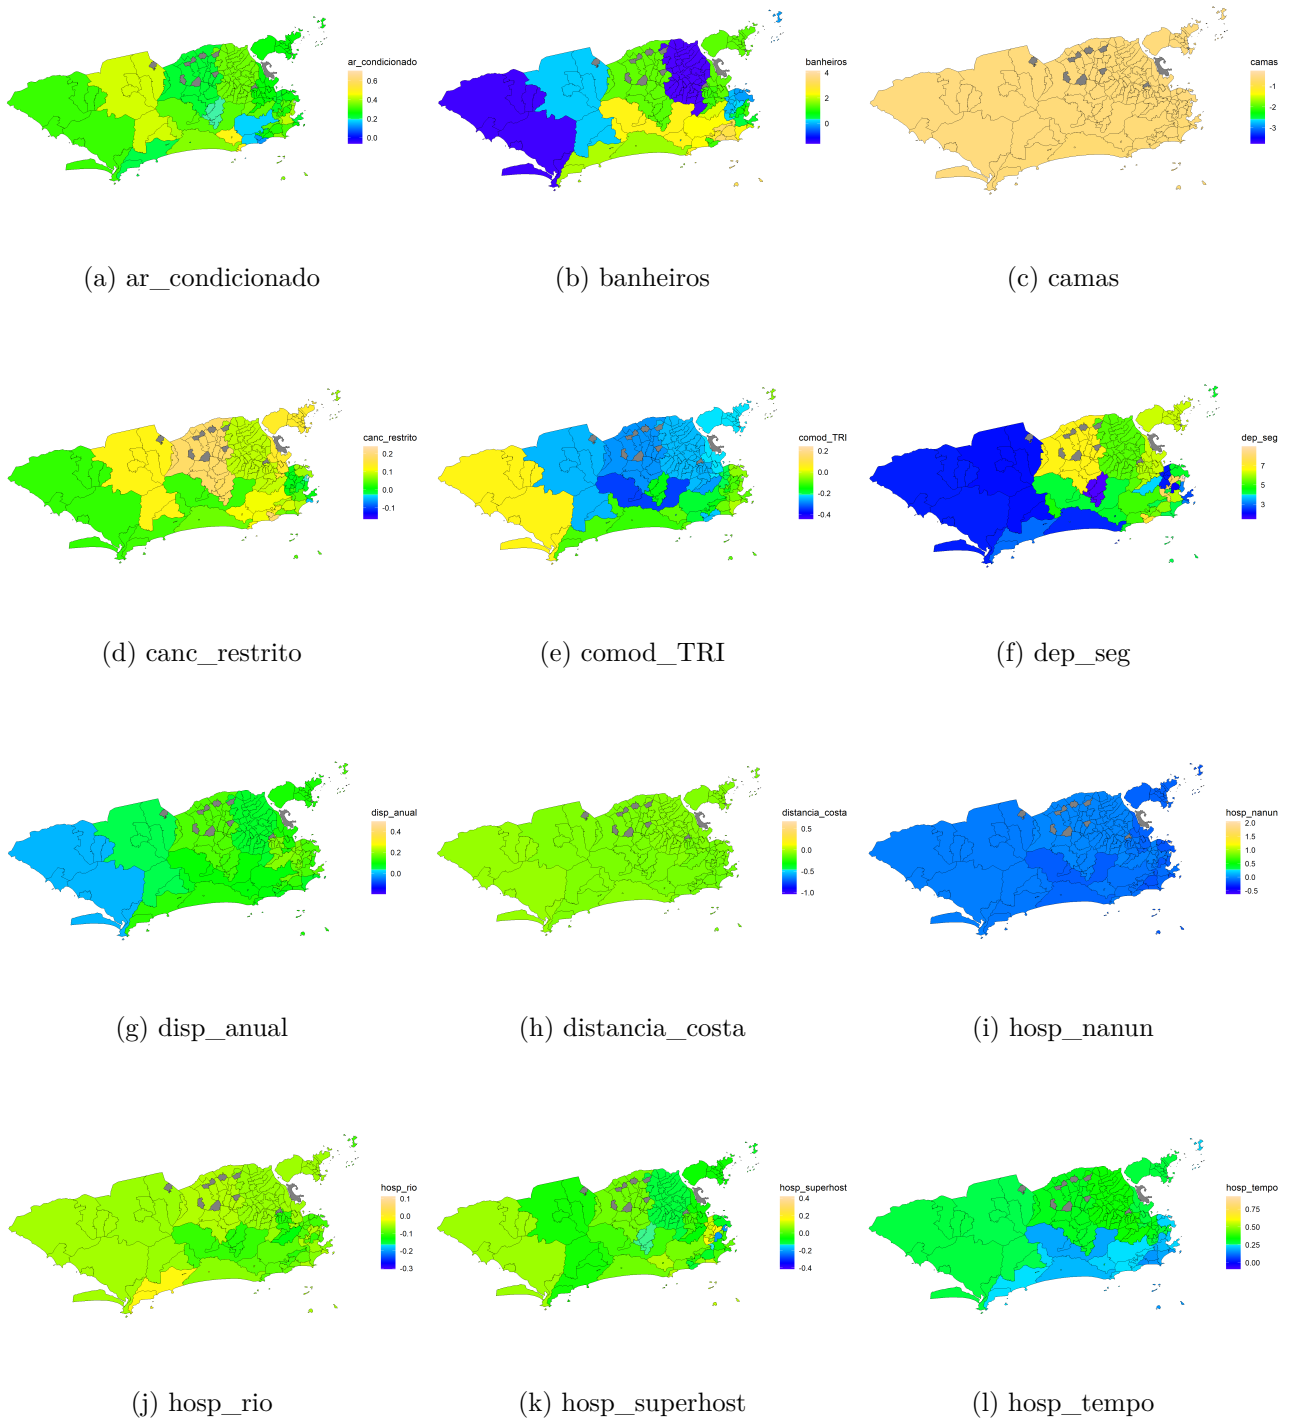 ar_condicionado
0.6
0.4
0.2
0.0
banheiros
4
2
0
camas
-1
-2
-3
(a) ar_condicionado
(b) banheiros
(c) camas
canc_restrito
0.2
0.1
0.0
-0.1
comod_TRI
0.2
0.0
-0.2
-0.4
dep_seg
7
5
3
(d) canc_restrito
(e) comod_TRI
(f) dep_seg
disp_anual
0.4
0.2
0.0
distancia_costa
0.5
0.0
-0.5
-1.0
hosp_nanun
2.0
1.5
1.0
0.5
0.0
-0.5
(g) disp_anual
(h) distancia_costa
(i) hosp_nanun
hosp_rio
0.1
0.0
-0.1
-0.2
-0.3
hosp_superhost
0.4
0.2
0.0
-0.2
-0.4
hosp_tempo
0.75
0.50
0.25
0.00
(j) hosp_rio
(k) hosp_superhost
(l) hosp_tempo